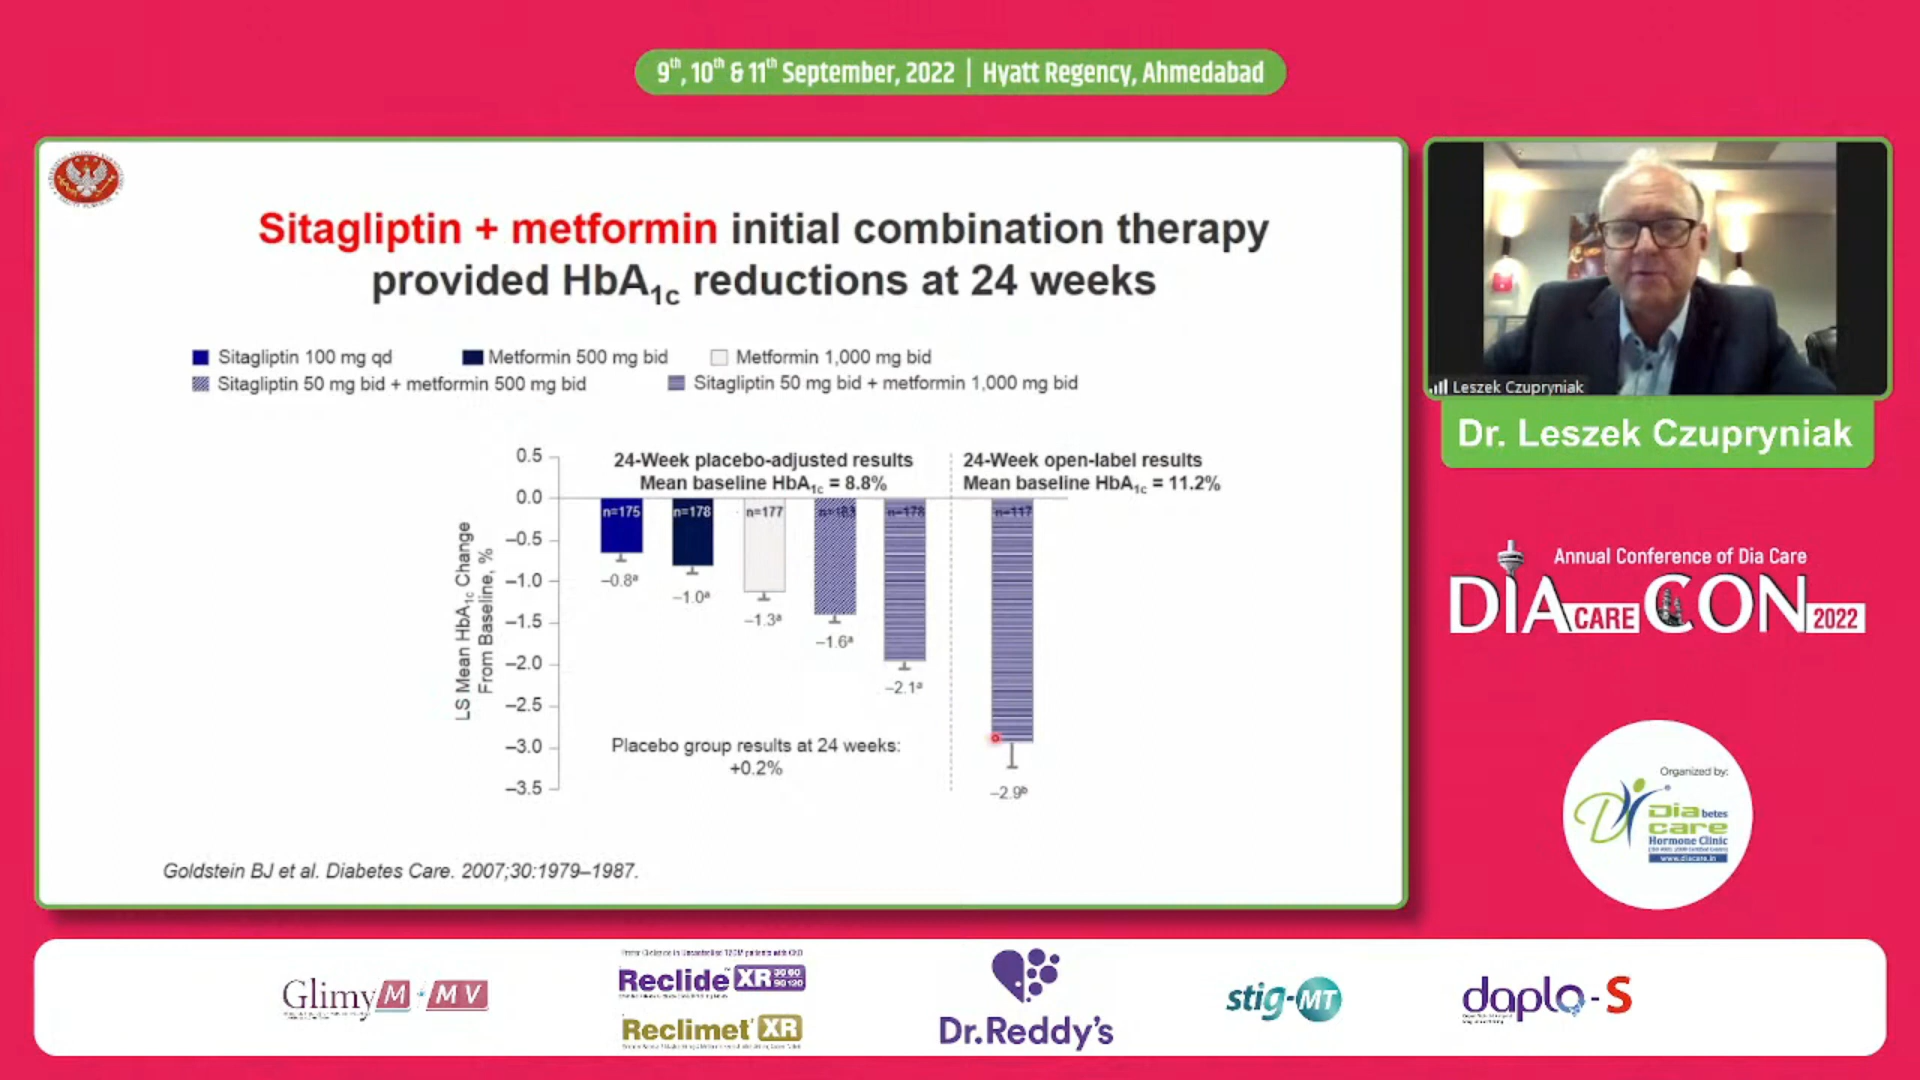 9th, 10th & 11th September, 2022 | Hyatt Regency, Ahmedabad
Sitagliptin + metformin initial combination therapy
provided HbA1c reductions at 24 weeks
Sitagliptin 100 mg qd
Metformin 500 mg bid
Metformin 1,000 mg bid
Sitagliptin 50 mg bid + metformin 500 mg bid
Sitagliptin 50 mg bid + metformin 1,000 mg bid
24-Week placebo-adjusted results
Mean baseline HbA1c = 8.8%
24-Week open-label results
Mean baseline HbA1c = 11.2%
LS Mean HbA1c Change
From Baseline, %
0.5
0.0
–0.5
–1.0
–1.5
–2.0
–2.5
–3.0
–3.5
n=175
n=178
n=177
n=183
n=178
n=117
–0.8a
–1.0a
–1.3a
–1.6a
–2.1a
–2.9b
Placebo group results at 24 weeks:
+0.2%
Goldstein BJ et al. Diabetes Care. 2007;30:1979–1987.
Leszek Czupryniak
Dr. Leszek Czupryniak
Annual Conference of Dia Care
DIA CARE CON 2022
Organized by:
Diabetes
care
Hormone Clinic
www.diacare.in
Glimy M - MV
Reclide XR 30 60
90 120
Reclimet XR
Dr.Reddy's
stig-MT
daplo-S